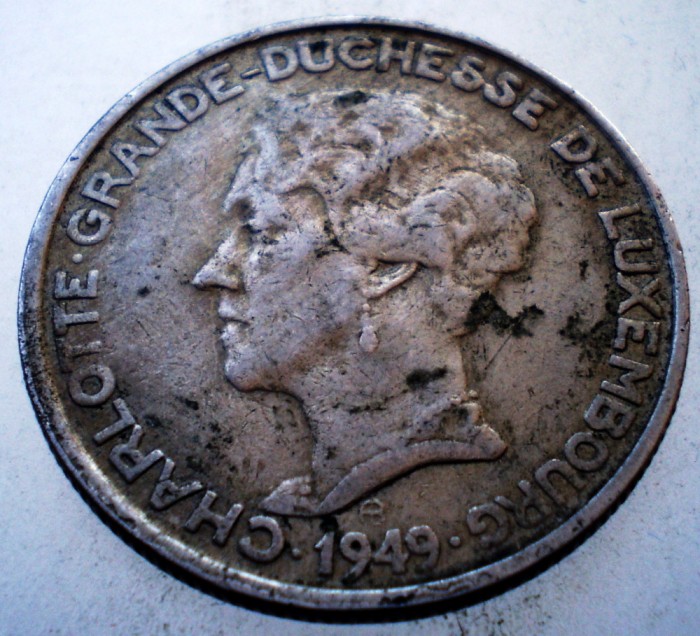 CHARLOTTE·GRANDE-DUCHESSE DE LUXEMBOURG·
1949·